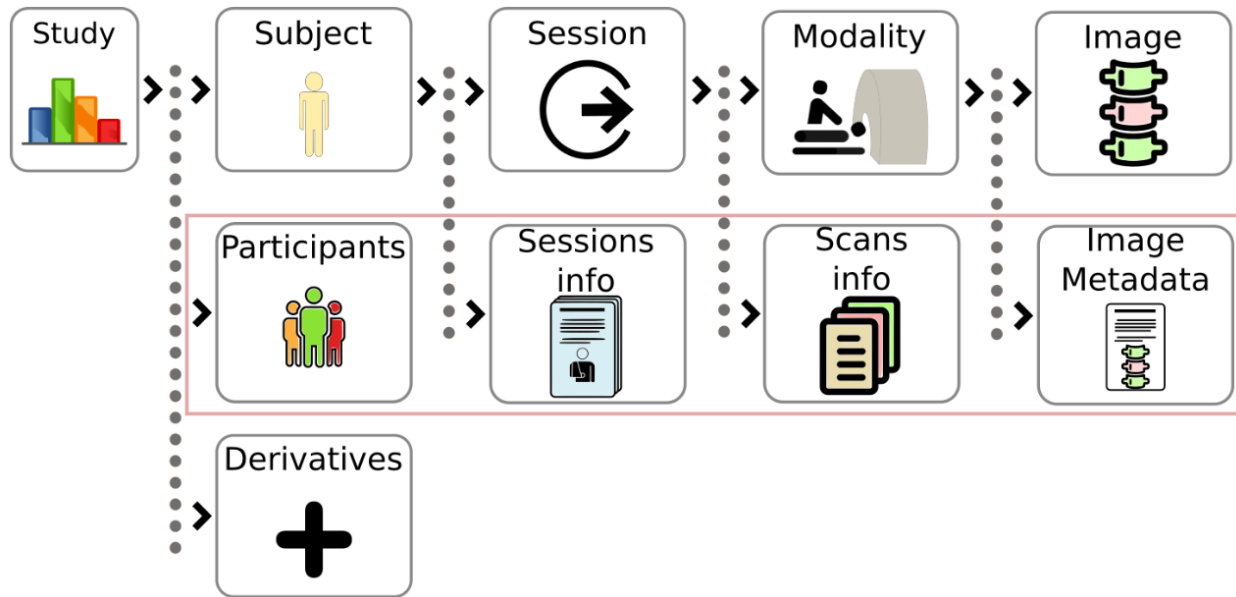 Study
Subject
Session
Modality
Image
Participants
Sessions
info
Scans
info
Image
Metadata
Derivatives